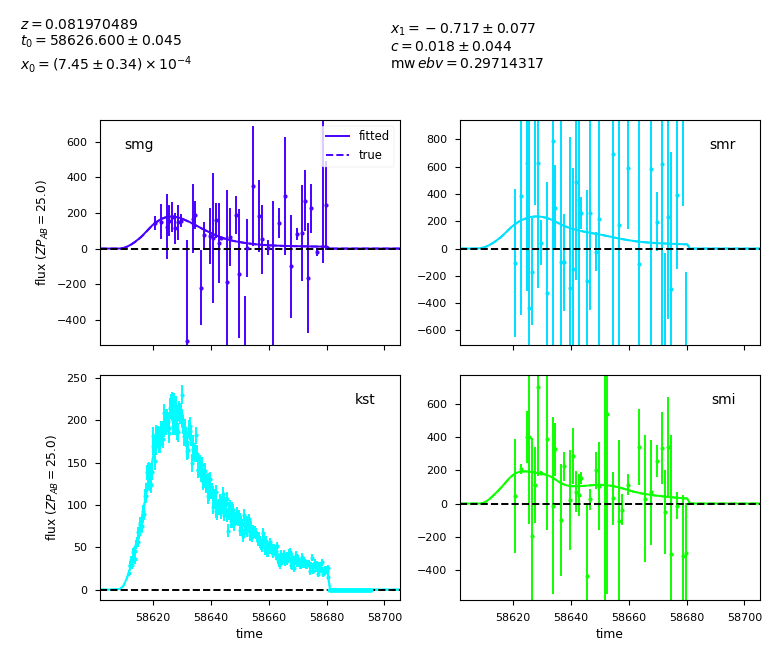 z = 0.081970489
t₀ = 58626.600 ± 0.045
x₀ = (7.45 ± 0.34) × 10⁻⁴
x₁ = −0.717 ± 0.077
c = 0.018 ± 0.044
mw ebv = 0.29714317
smg
fitted
true
600
400
200
0
−200
−400
flux (ZP_AB = 25.0)
smr
800
600
400
200
0
−200
−400
−600
kst
250
200
150
100
50
0
flux (ZP_AB = 25.0)
58620 58640 58660 58680 58700
time
smi
600
400
200
0
−200
−400
58620 58640 58660 58680 58700
time